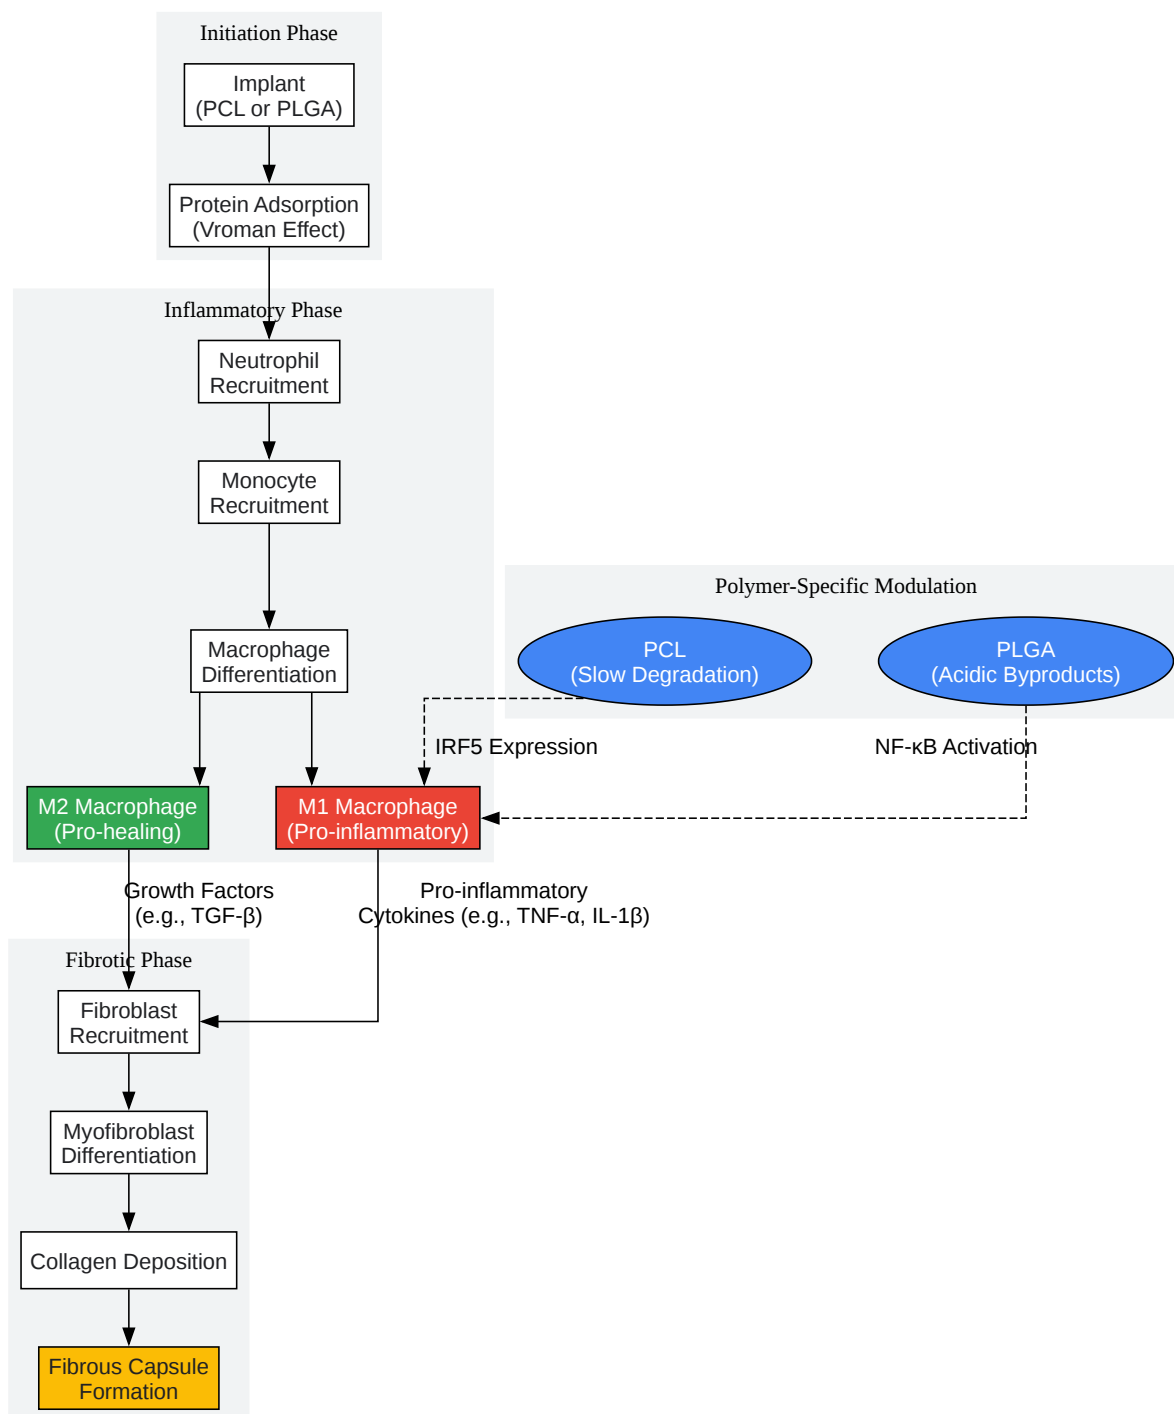 Initiation Phase
Implant
(PCL or PLGA)
Protein Adsorption
(Vroman Effect)
Inflammatory Phase
Neutrophil
Recruitment
Monocyte
Recruitment
Polymer-Specific Modulation
Macrophage
Differentiation
PCL
(Slow Degradation)
PLGA
(Acidic Byproducts)
IRF5 Expression
NF-κB Activation
M2 Macrophage
(Pro-healing)
M1 Macrophage
(Pro-inflammatory)
Growth Factors
(e.g., TGF-β)
Pro-inflammatory
Cytokines (e.g., TNF-α, IL-1β)
Fibrotic Phase
Fibroblast
Recruitment
Myofibroblast
Differentiation
Collagen Deposition
Fibrous Capsule
Formation